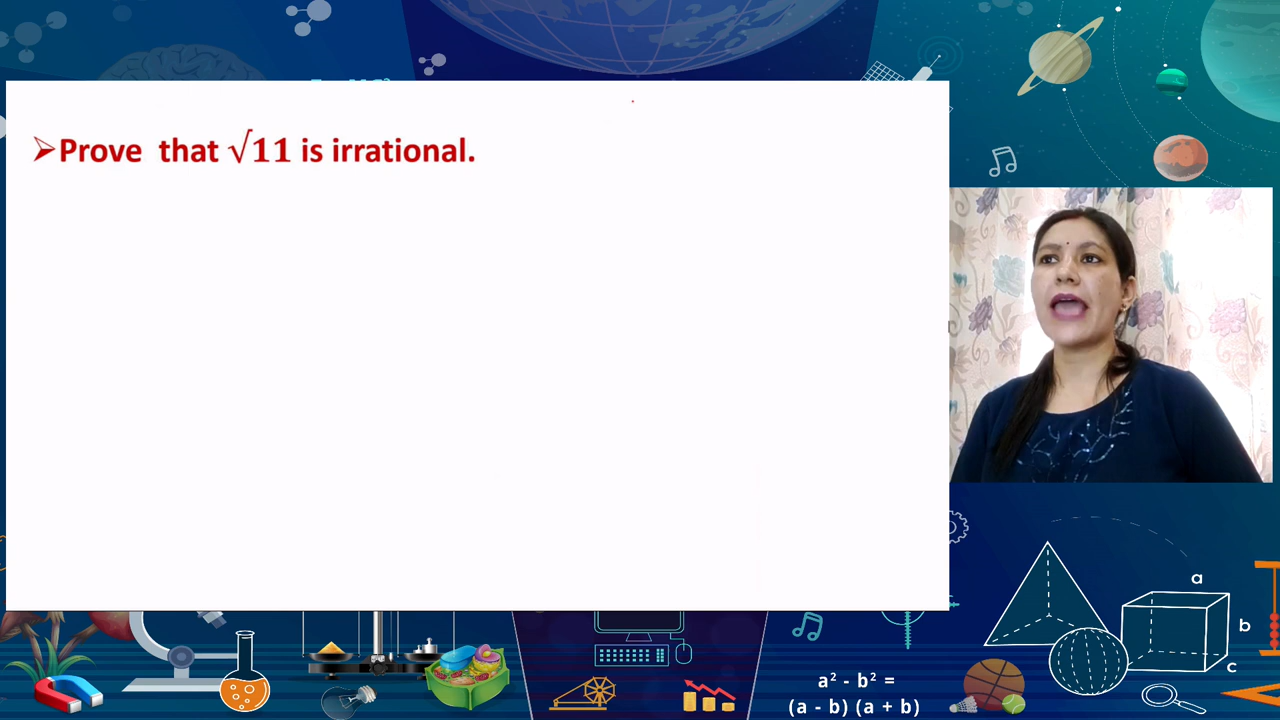 ➢Prove that √11 is irrational.
a
b
c
a² - b² =
(a - b) (a + b)